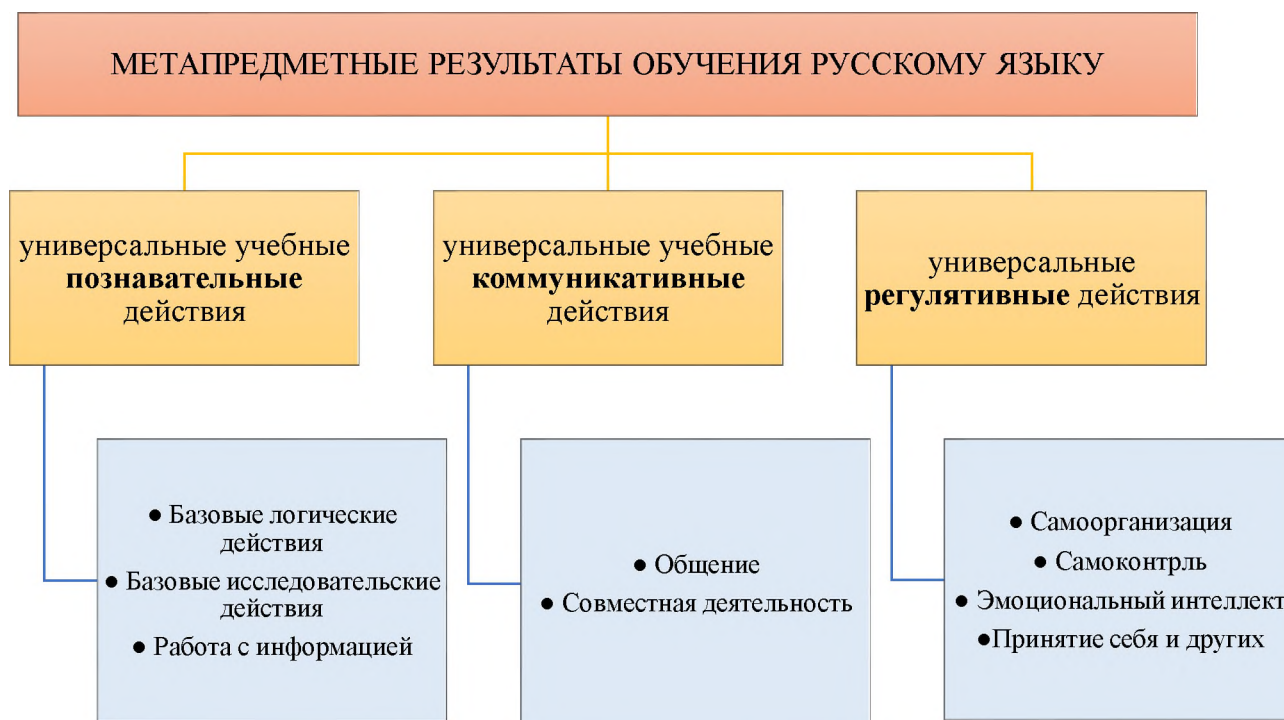 МЕТАПРЕДМЕТНЫЕ РЕЗУЛЬТАТЫ ОБУЧЕНИЯ РУССКОМУ ЯЗЫКУ
универсальные учебные
познавательные
действия
универсальные учебные
коммуникативные
действия
универсальные
регулятивные действия
● Базовые логические
действия
● Базовые исследовательские
действия
● Работа с информацией
● Общение
● Совместная деятельность
● Самоорганизация
● Самоконтрль
● Эмоциональный интеллект
●Принятие себя и других